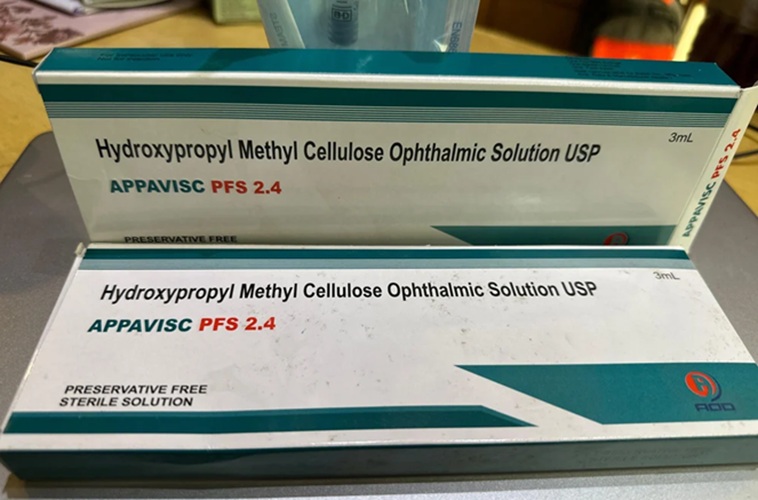 3mL
Hydroxypropyl Methyl Cellulose Ophthalmic Solution USP
APPAVISC PFS 2.4
PRESERVATIVE FREE
APPAVISC PFS 2.4
3mL
Hydroxypropyl Methyl Cellulose Ophthalmic Solution USP
APPAVISC PFS 2.4
PRESERVATIVE FREE
STERILE SOLUTION
AOD